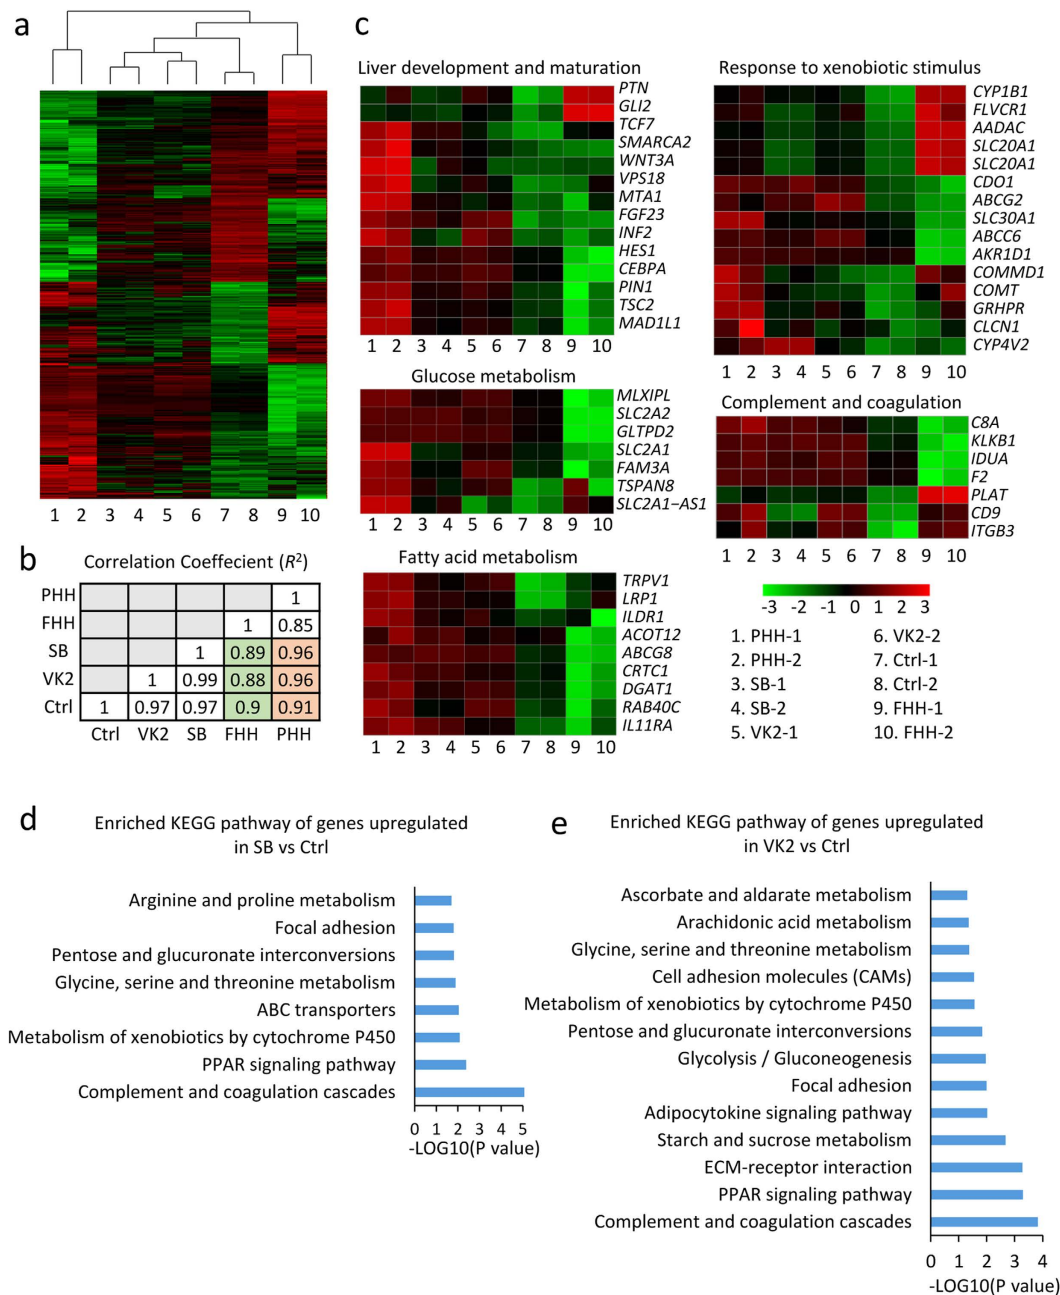 a
1 2 3 4 5 6 7 8 9 10
b
Correlation Coeffecient (R²)
PHH 1
FHH 1 0.85
SB 1 0.89 0.96
VK2 1 0.99 0.88 0.96
Ctrl 1 0.97 0.97 0.9 0.91
Ctrl VK2 SB FHH PHH
c
Liver development and maturation
PTN
GLI2
TCF7
SMARCA2
WNT3A
VPS18
MTA1
FGF23
INF2
HES1
CEBPA
PIN1
TSC2
MAD1L1
1 2 3 4 5 6 7 8 9 10
Glucose metabolism
MLXIPL
SLC2A2
GLTPD2
SLC2A1
FAM3A
TSPAN8
SLC2A1−AS1
1 2 3 4 5 6 7 8 9 10
Fatty acid metabolism
TRPV1
LRP1
ILDR1
ACOT12
ABCG8
CRTC1
DGAT1
RAB40C
IL11RA
1 2 3 4 5 6 7 8 9 10
Response to xenobiotic stimulus
CYP1B1
FLVCR1
AADAC
SLC20A1
SLC20A1
CDO1
ABCG2
SLC30A1
ABCC6
AKR1D1
COMMD1
COMT
GRHPR
CLCN1
CYP4V2
1 2 3 4 5 6 7 8 9 10
Complement and coagulation
C8A
KLKB1
IDUA
F2
PLAT
CD9
ITGB3
1 2 3 4 5 6 7 8 9 10
-3 -2 -1 0 1 2 3
1. PHH-1
2. PHH-2
3. SB-1
4. SB-2
5. VK2-1
6. VK2-2
7. Ctrl-1
8. Ctrl-2
9. FHH-1
10. FHH-2
d
Enriched KEGG pathway of genes upregulated
in SB vs Ctrl
Arginine and proline metabolism
Focal adhesion
Pentose and glucuronate interconversions
Glycine, serine and threonine metabolism
ABC transporters
Metabolism of xenobiotics by cytochrome P450
PPAR signaling pathway
Complement and coagulation cascades
0 1 2 3 4 5
-LOG10(P value)
e
Enriched KEGG pathway of genes upregulated
in VK2 vs Ctrl
Ascorbate and aldarate metabolism
Arachidonic acid metabolism
Glycine, serine and threonine metabolism
Cell adhesion molecules (CAMs)
Metabolism of xenobiotics by cytochrome P450
Pentose and glucuronate interconversions
Glycolysis / Gluconeogenesis
Focal adhesion
Adipocytokine signaling pathway
Starch and sucrose metabolism
ECM-receptor interaction
PPAR signaling pathway
Complement and coagulation cascades
0 1 2 3 4
-LOG10(P value)